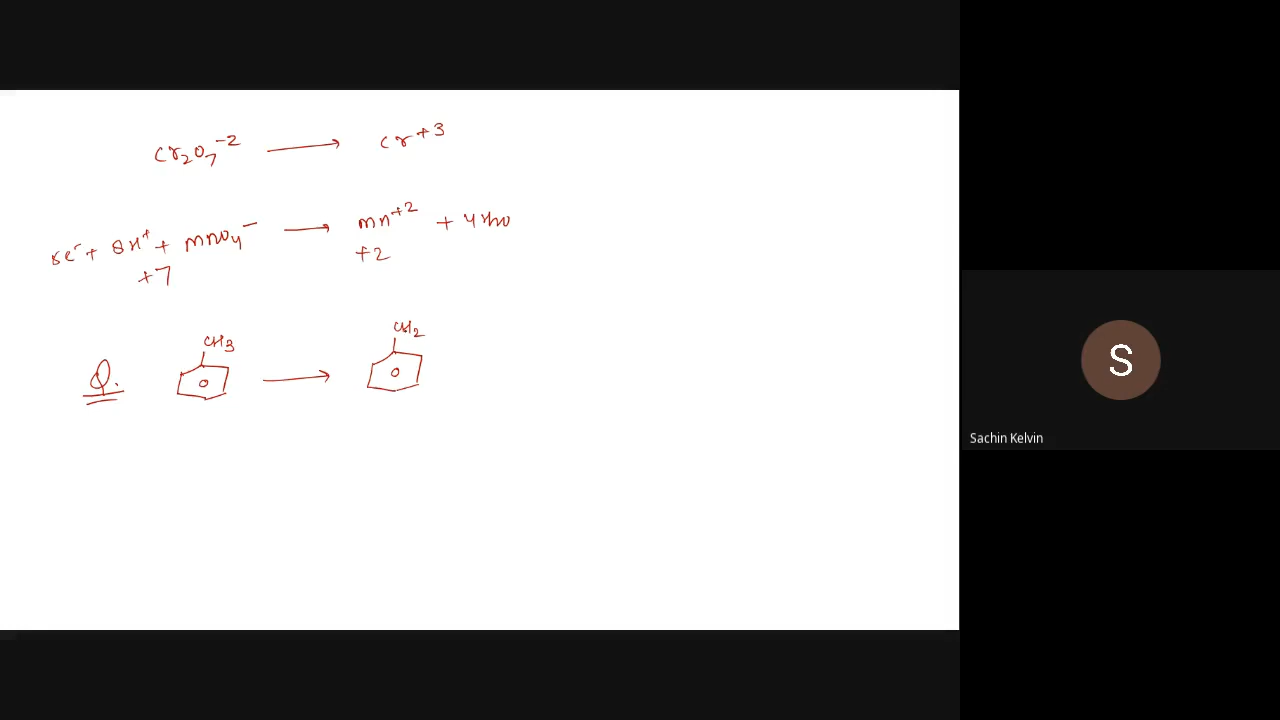 Cr₂O₇⁻² ⟶ Cr⁺³
5e⁻ + 8H⁺ + MnO₄⁻ ⟶ Mn⁺² + 4H₂O
+7 +2
CH₃ CH₂
Q. ⟶
S
Sachin Kelvin